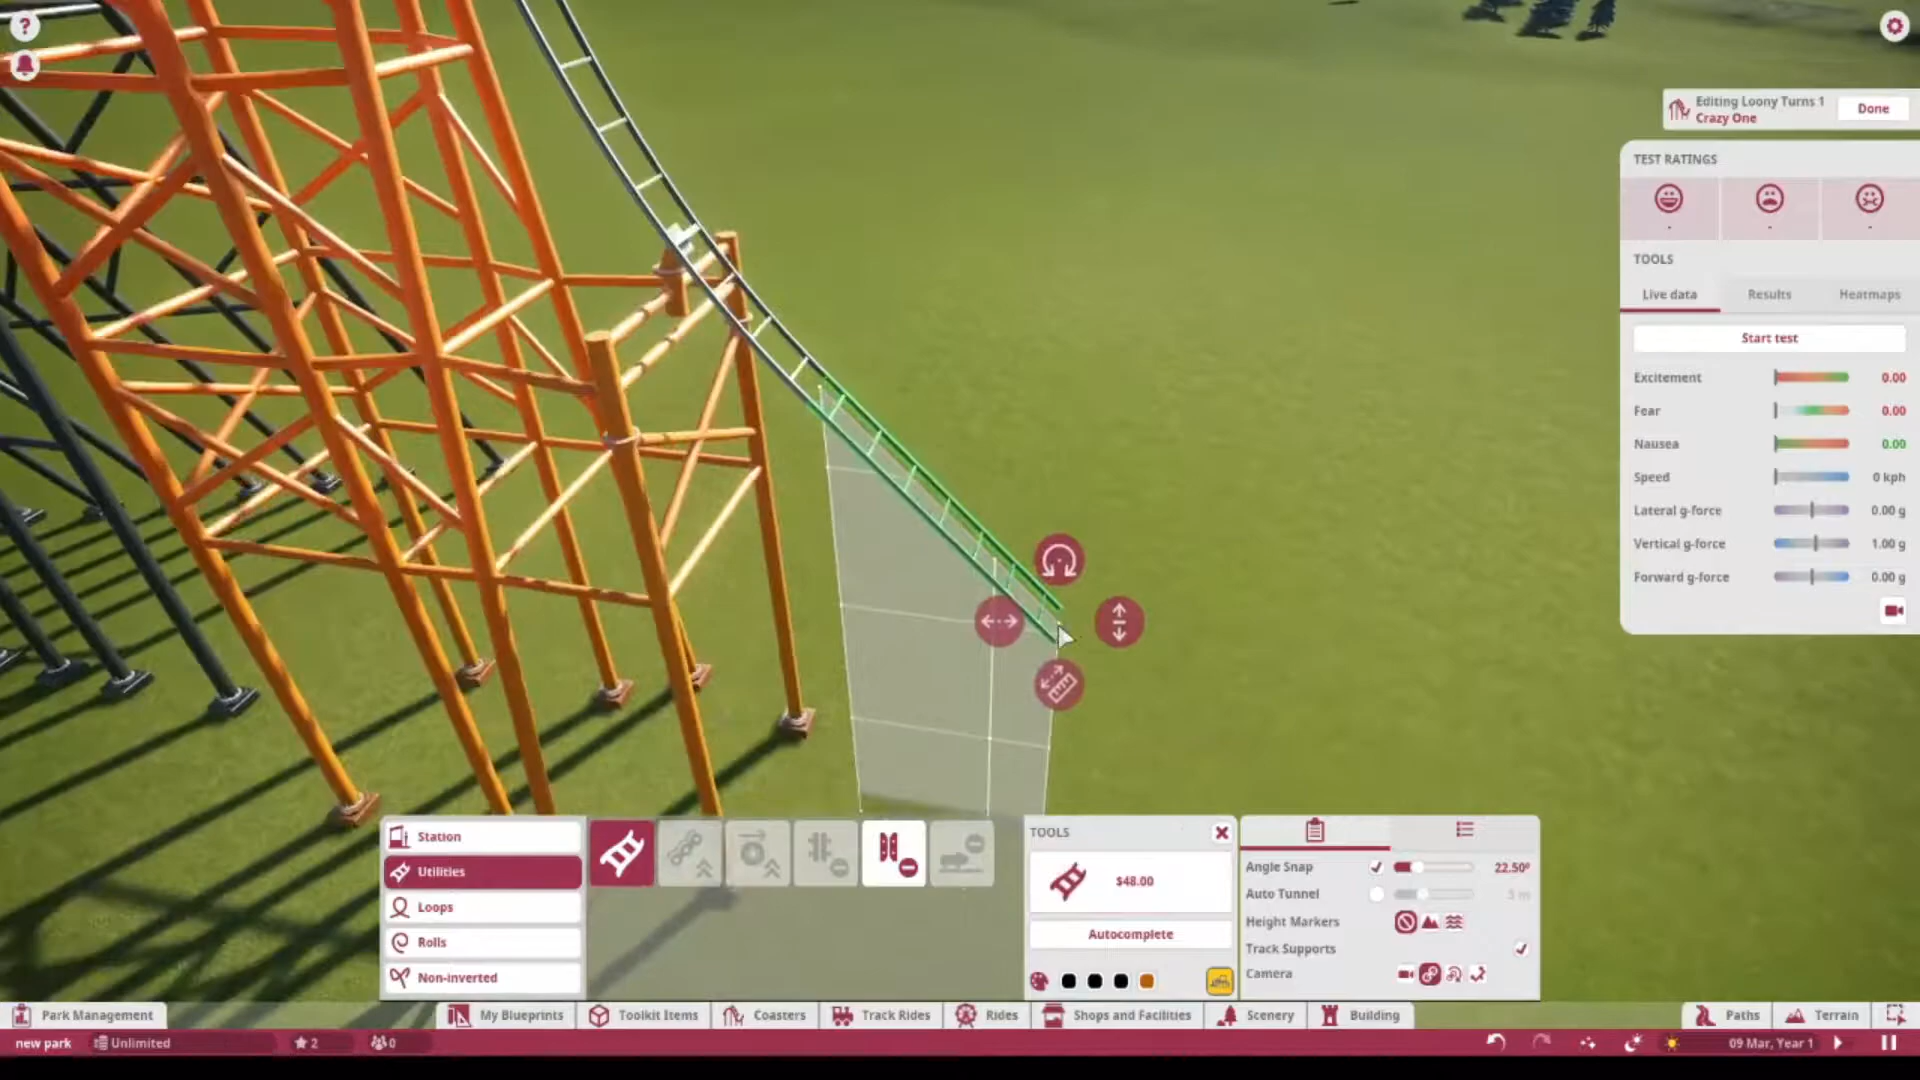 ?
Editing Loony Turns 1
Crazy One
Done
TEST RATINGS
-
-
-
TOOLS
Live data
Results
Heatmaps
Start test
Excitement
0.00
Fear
0.00
Nausea
0.00
Speed
0 kph
Lateral g-force
0.00 g
Vertical g-force
1.00 g
Forward g-force
0.00 g
Station
Utilities
Loops
Rolls
Non-inverted
TOOLS
$48.00
Autocomplete
Angle Snap
22.50º
Auto Tunnel
3 m
Height Markers
Track Supports
Camera
Park Management
My Blueprints
Toolkit Items
Coasters
Track Rides
Rides
Shops and Facilities
Scenery
Building
Paths
Terrain
new park
Unlimited
2
0
09 Mar, Year 1